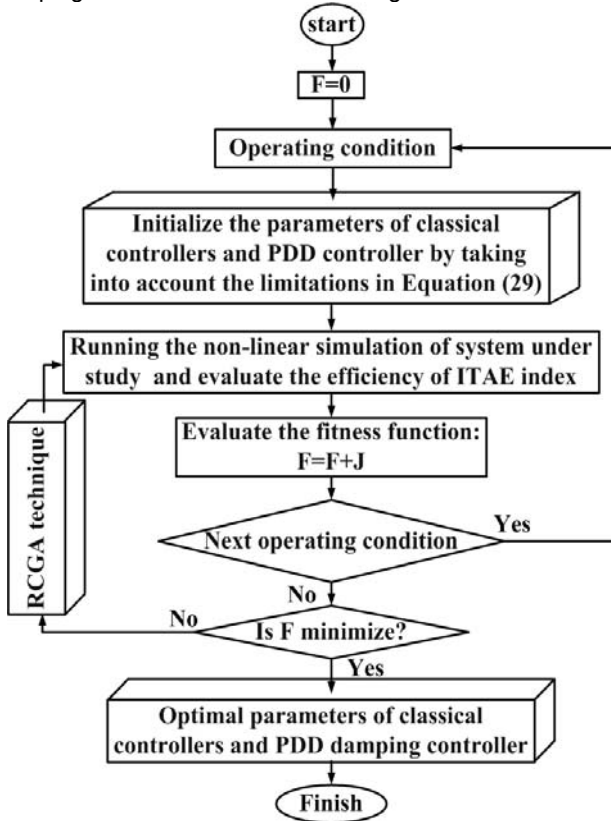 start
F=0
Operating condition
Initialize the parameters of classical
controllers and PDD controller by taking
into account the limitations in Equation (29)
Running the non-linear simulation of system under
study and evaluate the efficiency of ITAE index
Evaluate the fitness function:
F=F+J
RCGA technique
Next operating condition
Yes
No
Is F minimize?
No
Yes
Optimal parameters of classical
controllers and PDD damping controller
Finish